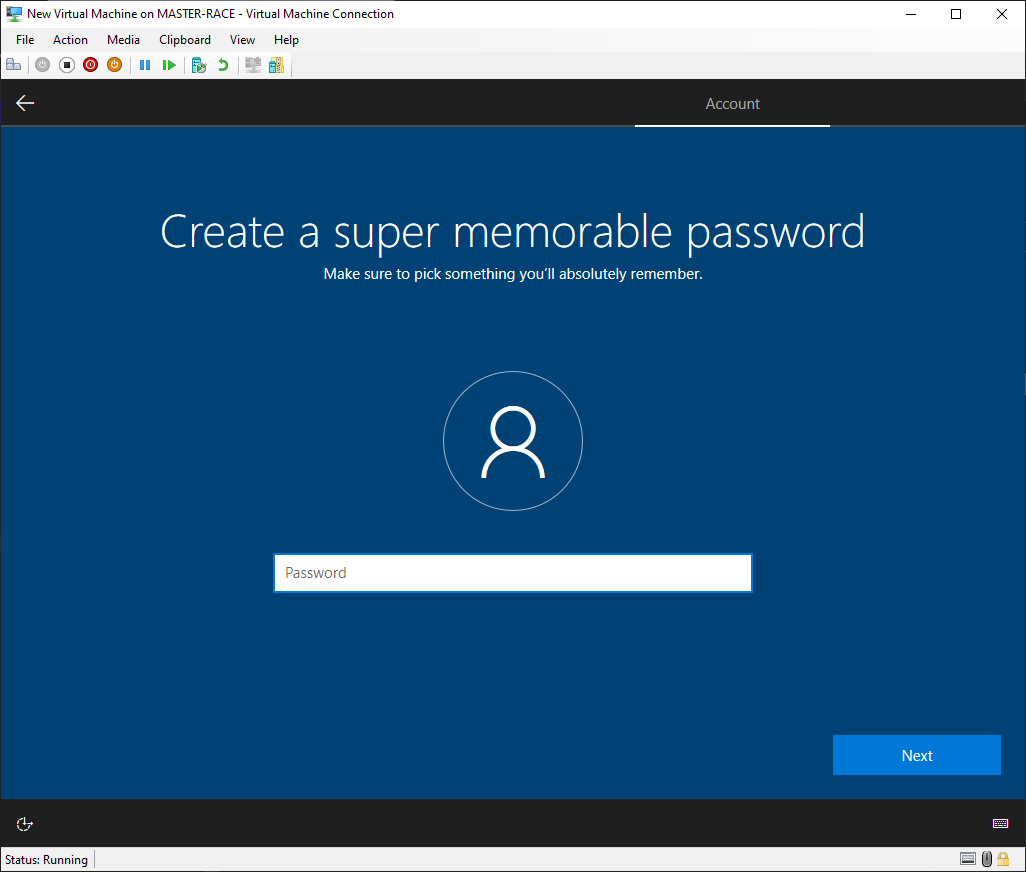 New Virtual Machine on MASTER-RACE - Virtual Machine Connection
File Action Media Clipboard View Help
Account
Create a super memorable password
Make sure to pick something you’ll absolutely remember.
Password
Next
Status: Running